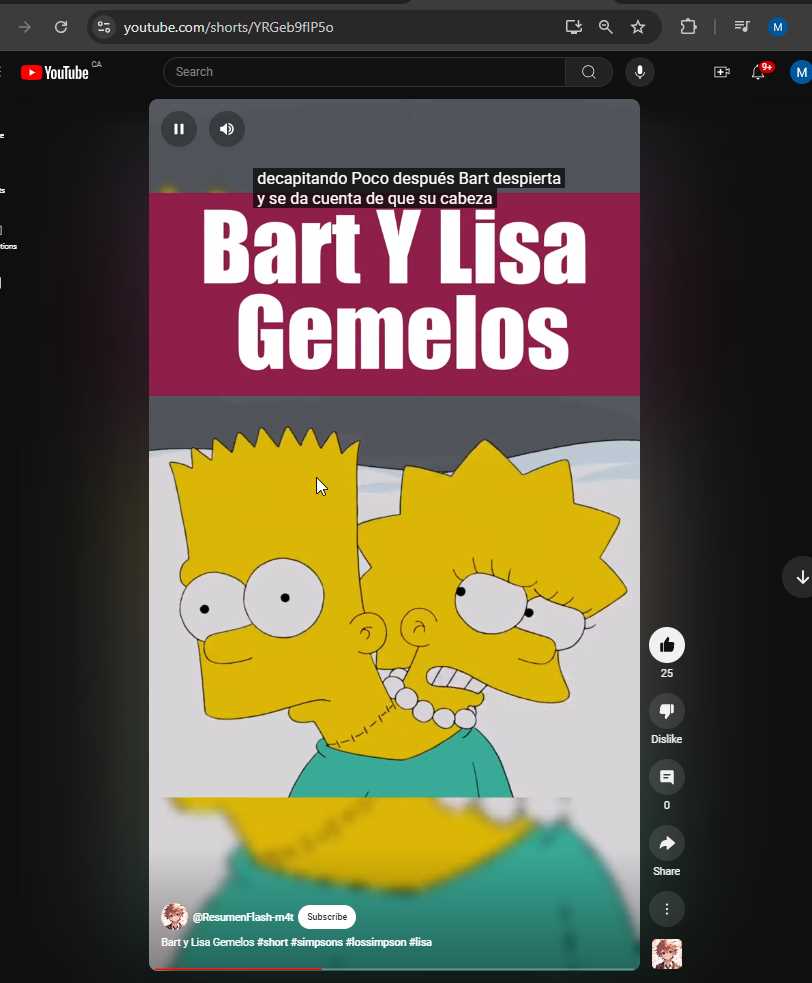 youtube.com/shorts/YRGeb9flP5o
M
YouTube CA
Search
9+
M
decapitando Poco después Bart despierta
y se da cuenta de que su cabeza
Bart Y Lisa
Gemelos
25
Dislike
0
Share
@ResumenFlash-m4t
Subscribe
Bart y Lisa Gemelos #short #simpsons #lossimpson #lisa